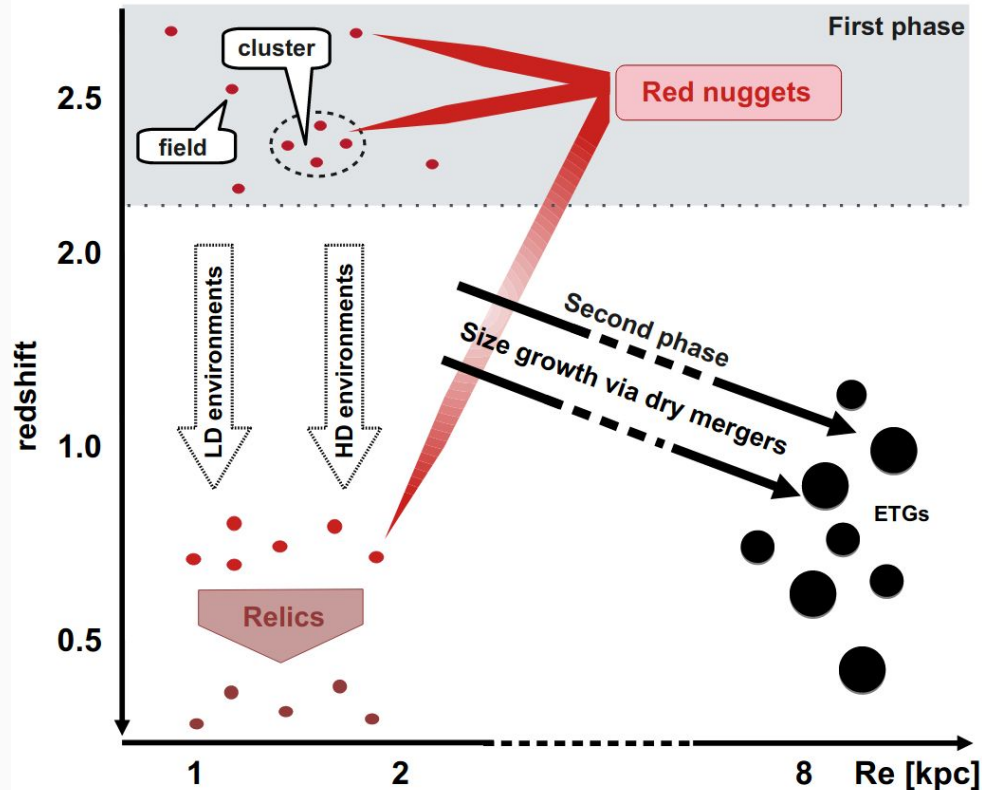 First phase
cluster
2.5
Red nuggets
field
2.0
LD environments
HD environments
Second phase
Size growth via dry mergers
redshift
1.0
ETGs
Relics
0.5
1
2
8
Re [kpc]